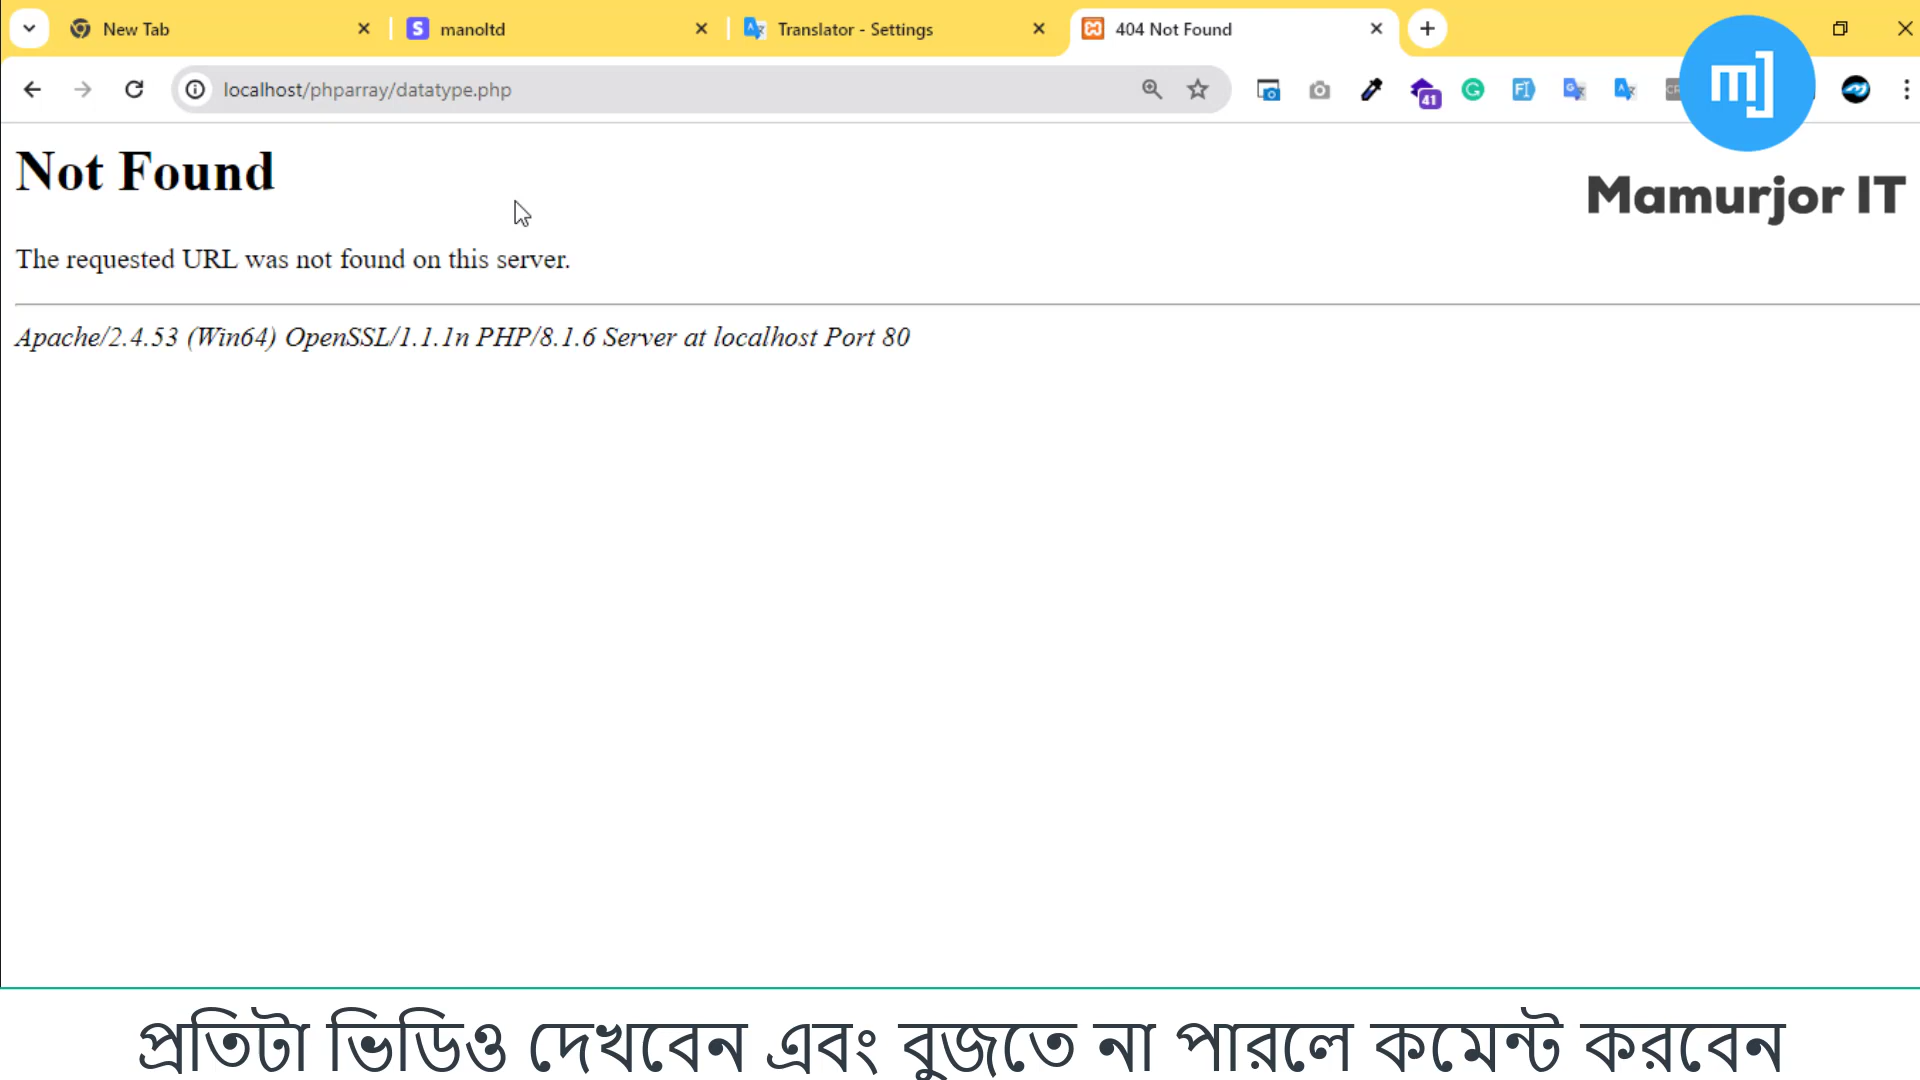 New Tab
manoltd
Translator - Settings
404 Not Found
localhost/phparray/datatype.php
41
Not Found
Mamurjor IT
The requested URL was not found on this server.
Apache/2.4.53 (Win64) OpenSSL/1.1.1n PHP/8.1.6 Server at localhost Port 80
প্রতিটা ভিডিও দেখবেন এবং বুজতে না পারলে কমেন্ট করবেন